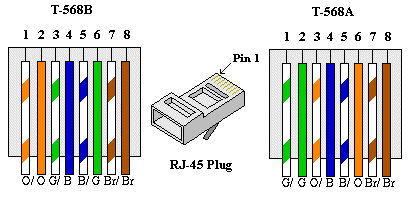 T-568B
1 2 3 4 5 6 7 8
O/ O G/ B B/ G Br/ Br
Pin 1
RJ-45 Plug
T-568A
1 2 3 4 5 6 7 8
G/ G O/ B B/ O Br/ Br